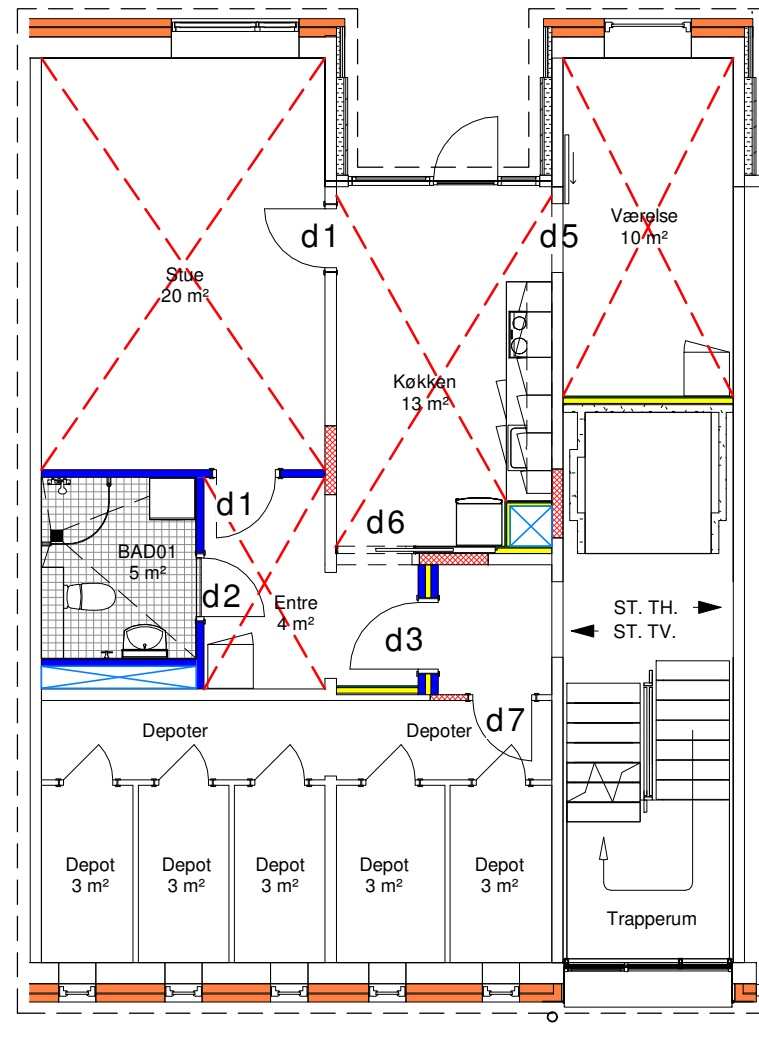 Værelse
10 m²
d1
d5
Stue
20 m²
Køkken
13 m²
d1
d6
BAD01
5 m²
d2
Entre
4 m²
d3
ST. TH.
ST. TV.
d7
Depoter
Depoter
Depot
3 m²
Depot
3 m²
Depot
3 m²
Depot
3 m²
Depot
3 m²
Trapperum